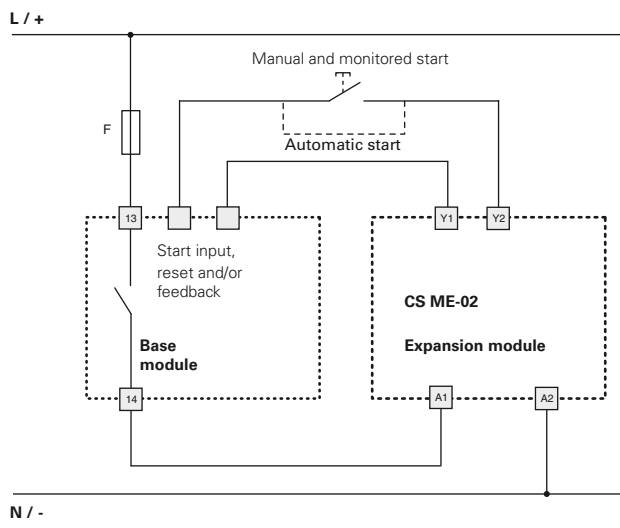 L / +
Manual and monitored start
F
Automatic start
13
Y1
Y2
Start input,
reset and/or
feedback
CS ME-02
Base
module
Expansion module
14
A1
A2
N / -